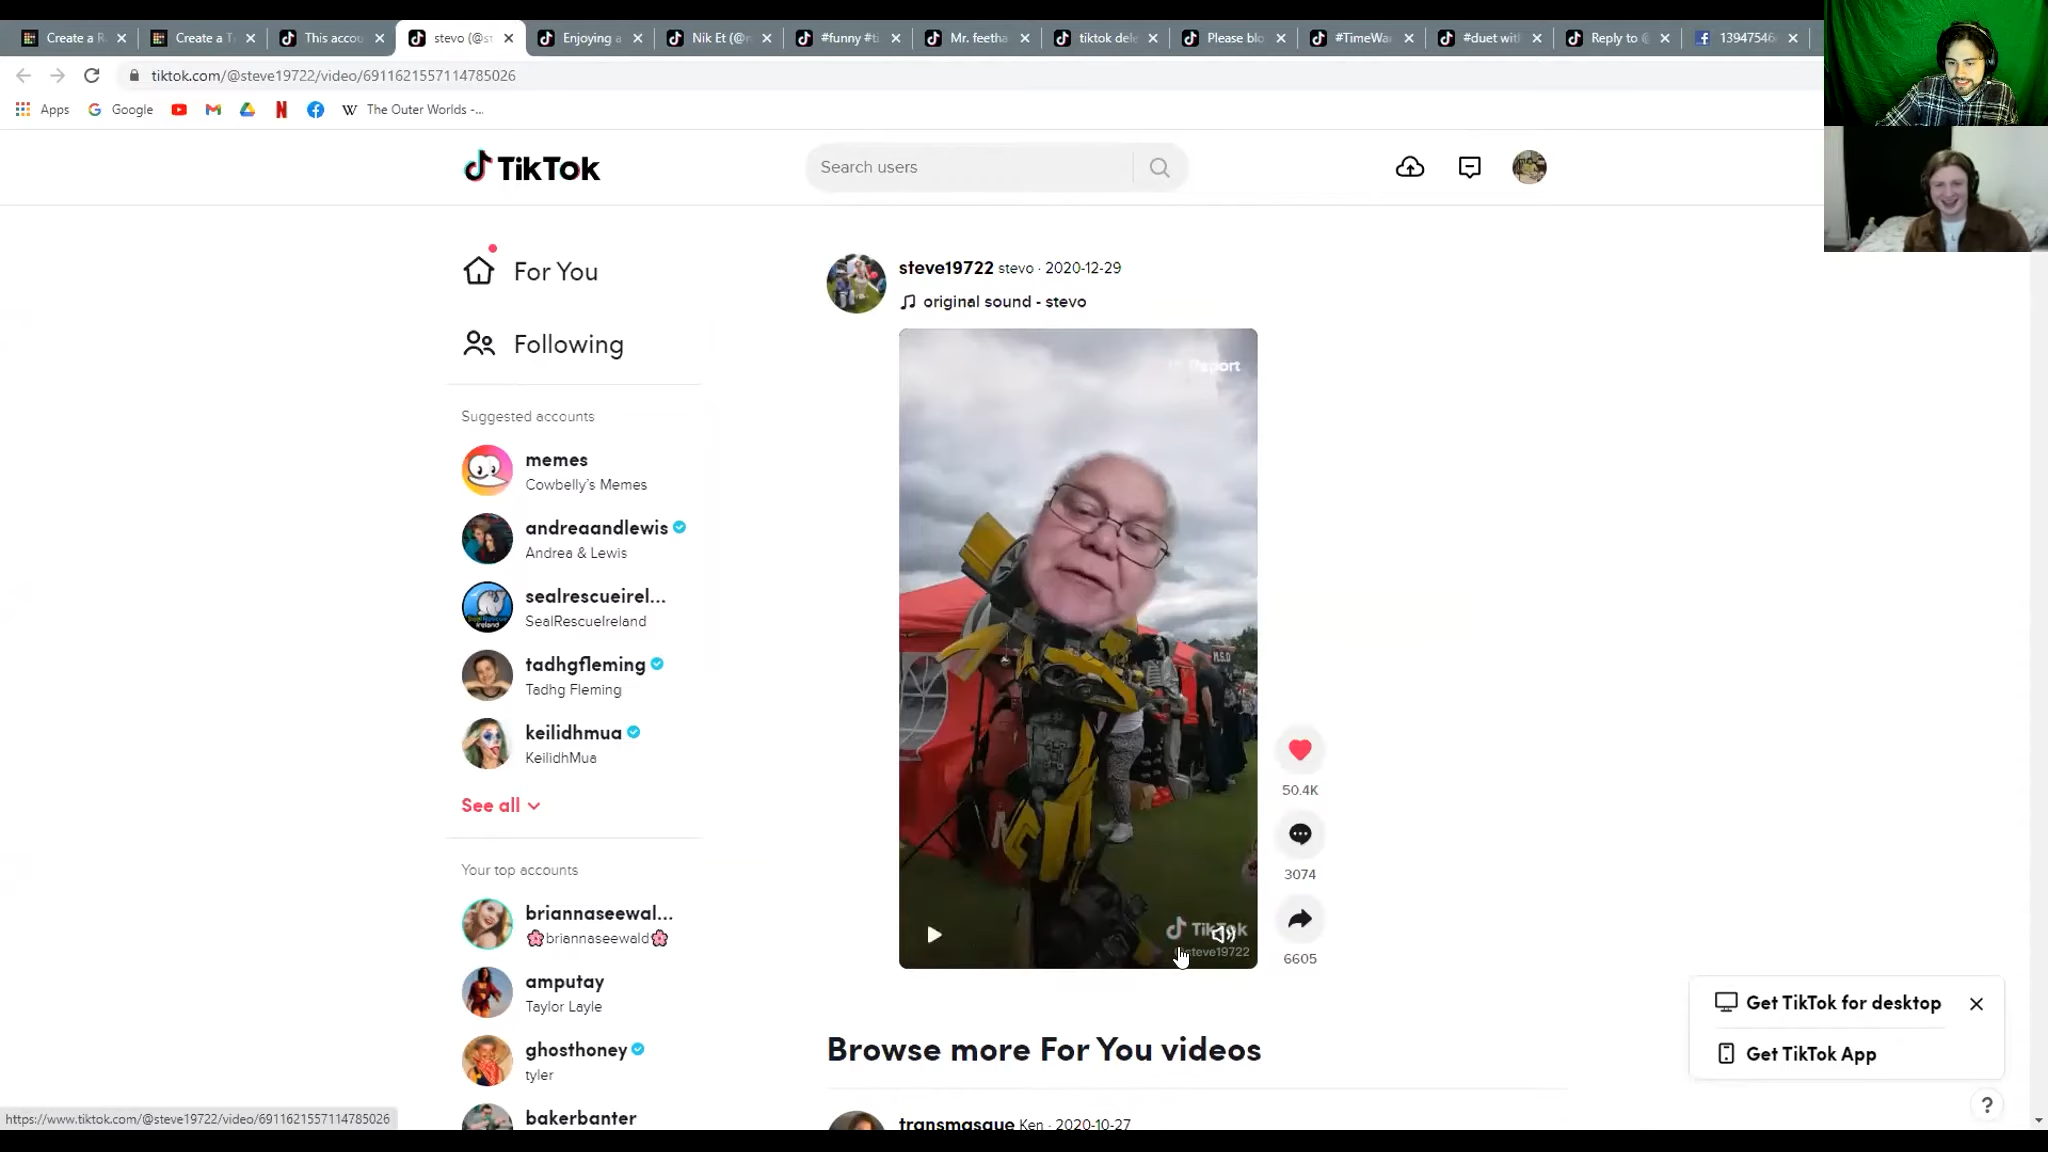 Create a R
Create a T
This accou
stevo (@st
Enjoying a
Nik Et (@n
#funny #ti
Mr. feetha
tiktok dele
Please blo
#TimeWa
#duet with
Reply to @
13947546
tiktok.com/@steve19722/video/6911621557114785026
Apps
Google
The Outer Worlds -...
TikTok
Search users
For You
Following
Suggested accounts
memes
Cowbelly's Memes
andreaandlewis
Andrea & Lewis
sealrescueirel...
SealRescueIreland
tadhgfleming
Tadhg Fleming
keilidhmua
KeilidhMua
See all
Your top accounts
briannaseewal...
🌸briannaseewald🌸
amputay
Taylor Layle
ghosthoney
tyler
bakerbanter
https://www.tiktok.com/@steve19722/video/6911621557114785026
steve19722 stevo · 2020-12-29
original sound - stevo
Report
M.S.D
TikTok
@steve19722
50.4K
3074
6605
Browse more For You videos
transmasque Ken · 2020-10-27
Get TikTok for desktop
Get TikTok App
?